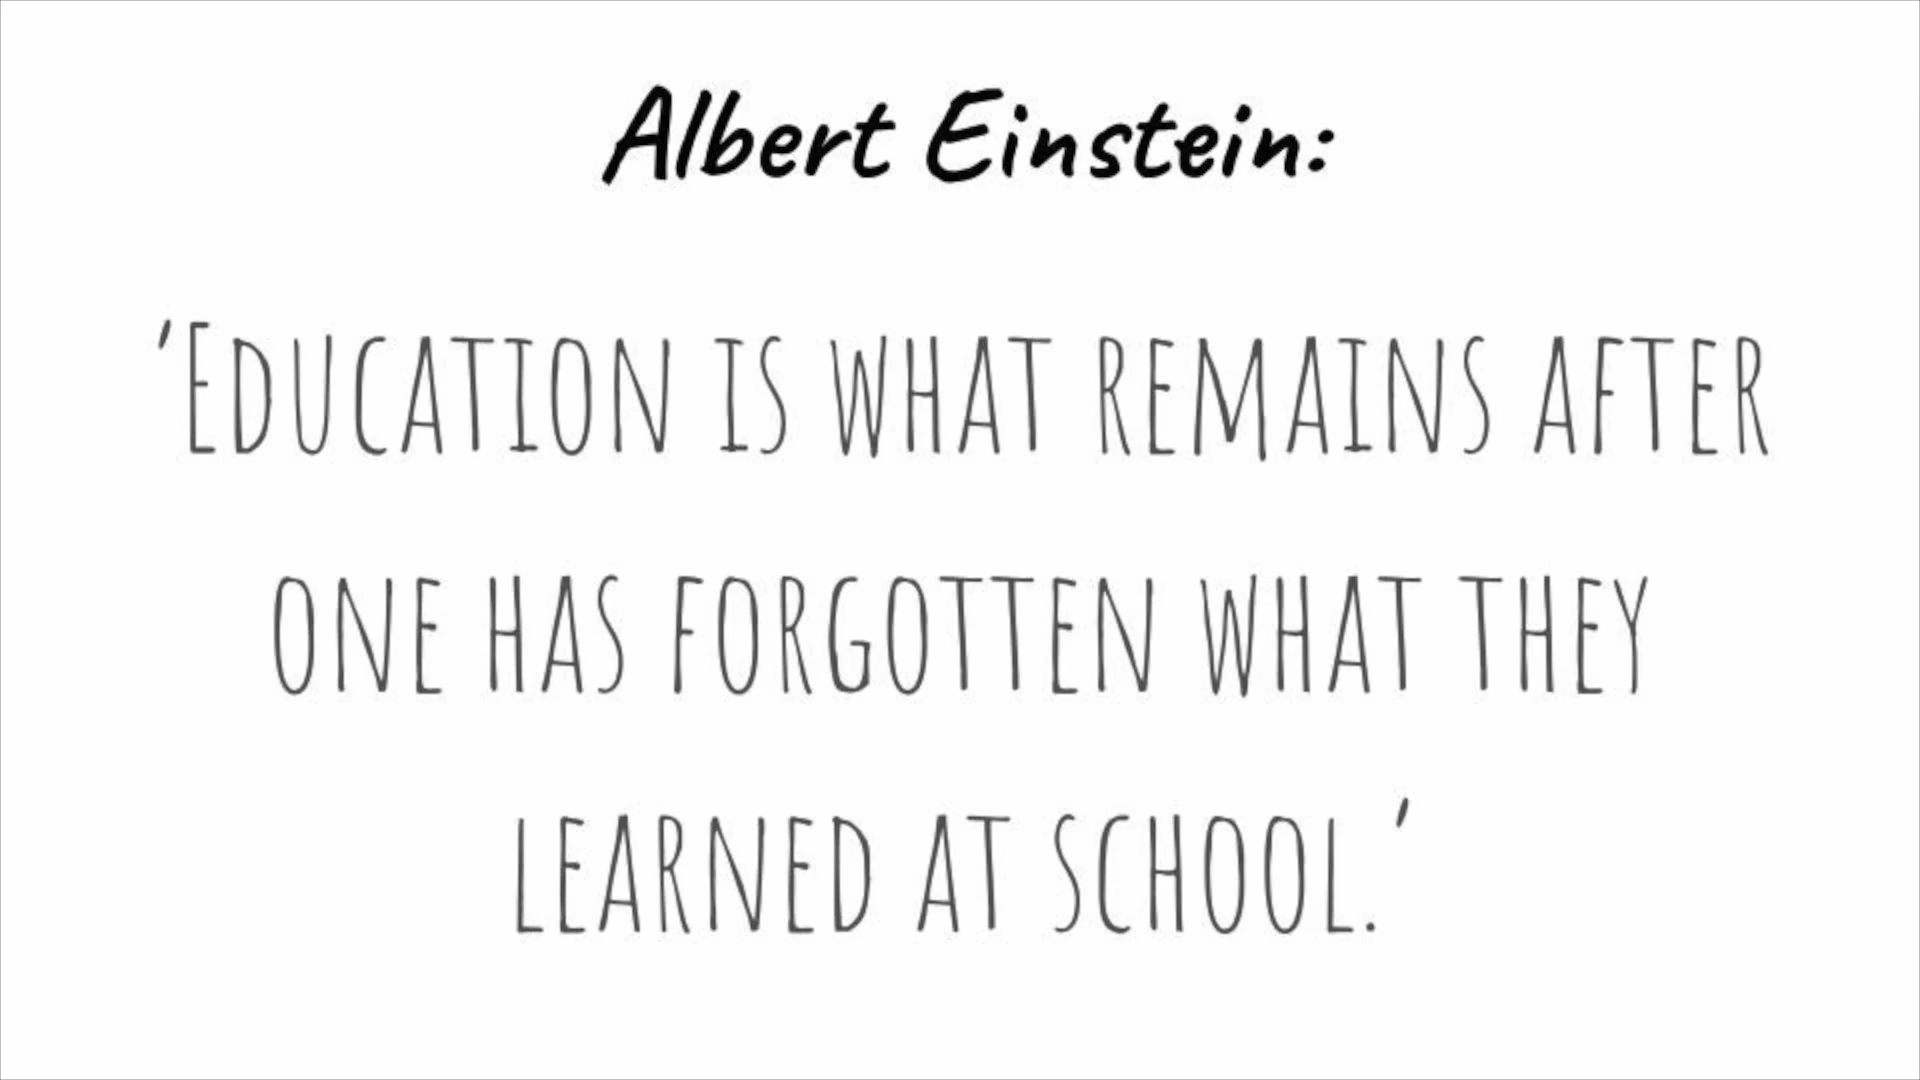 Albert Einstein:
'Education is what remains after
one has forgotten what they
learned at school.'